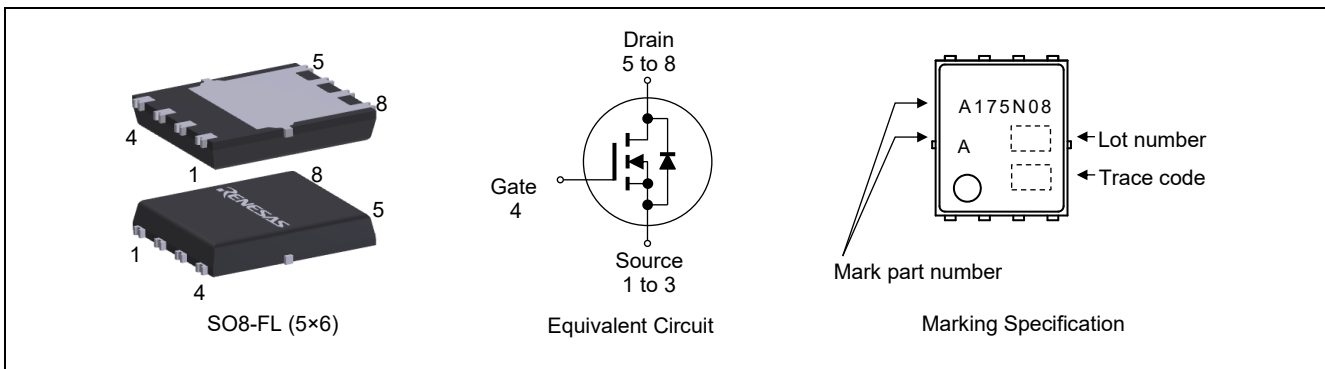 5
8
4
1
8
RENESAS
5
1
4
SO8-FL (5×6)
Drain
5 to 8
Gate
4
Source
1 to 3
Equivalent Circuit
A175N08
A
Lot number
Trace code
Mark part number
Marking Specification